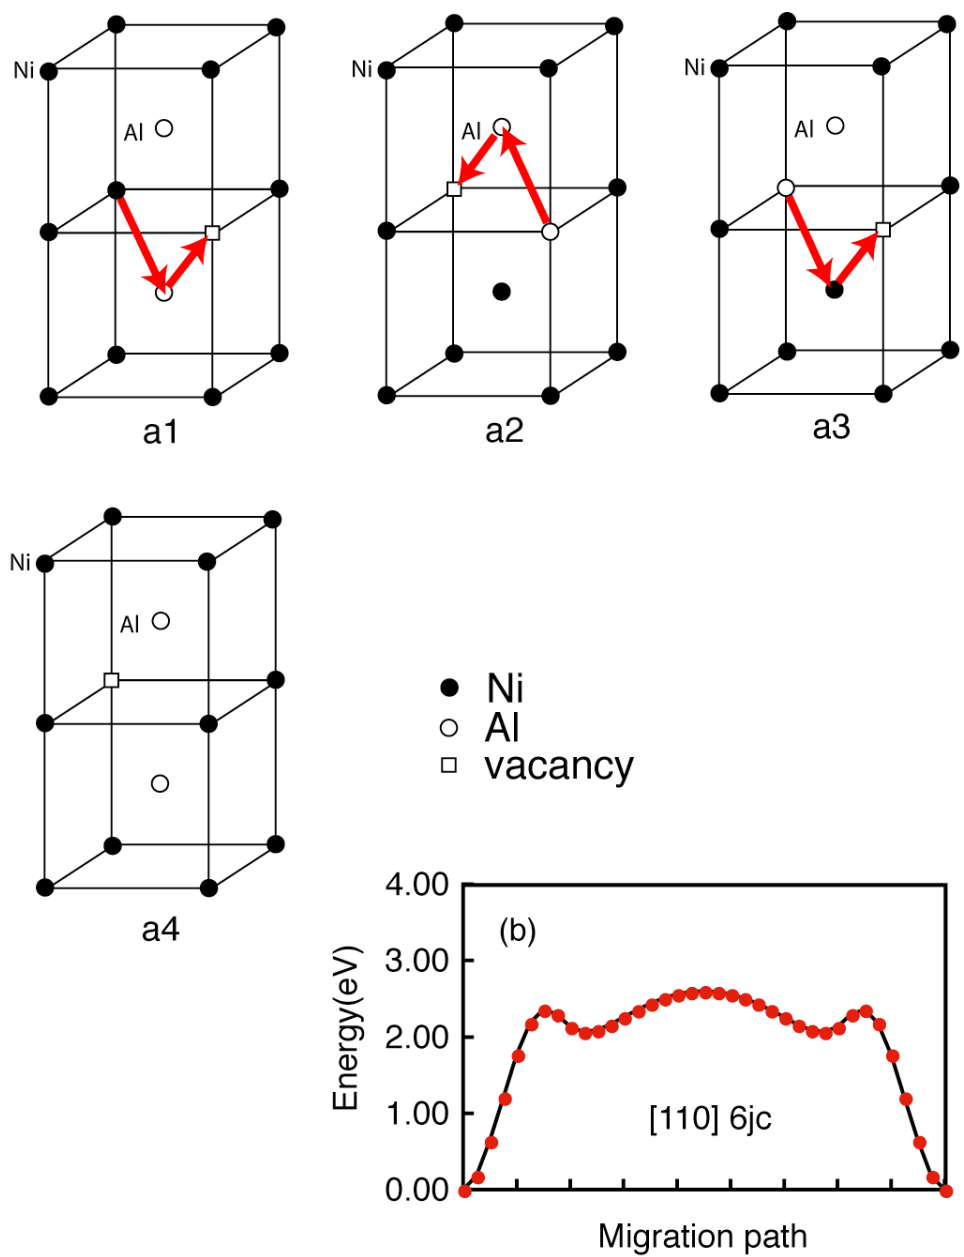 Ni
Al
a1
Ni
Al
a2
Ni
Al
a3
Ni
Al
a4
Ni
Al
vacancy
4.00
3.00
2.00
1.00
0.00
Energy(eV)
(b)
[110] 6jc
Migration path